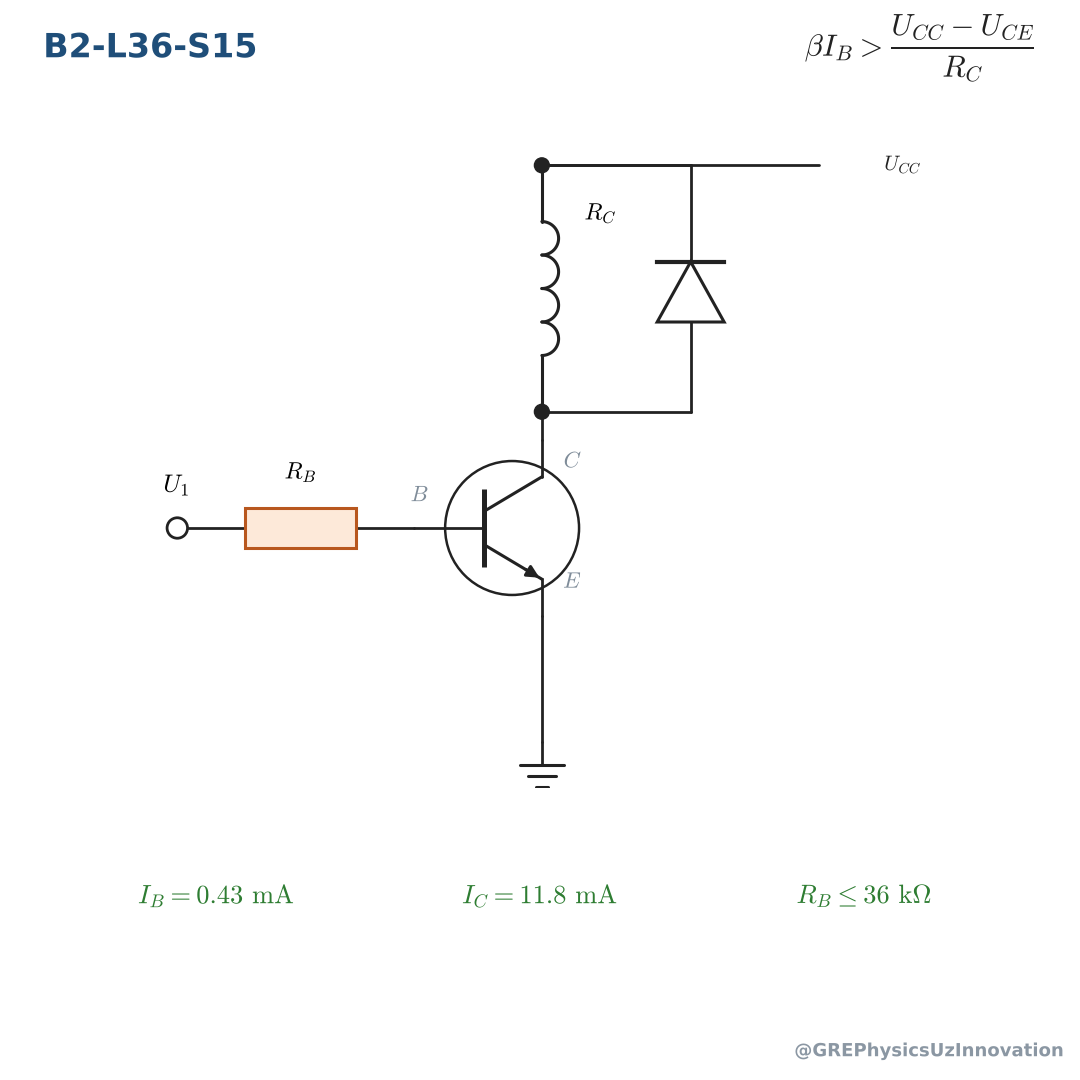 B2-L36-S15
βI_B > (U_CC − U_CE)/R_C
U_CC
R_C
C
B
R_B
U_1
E
I_B = 0.43 mA
I_C = 11.8 mA
R_B ≤ 36 kΩ
@GREPhysicsUzInnovation